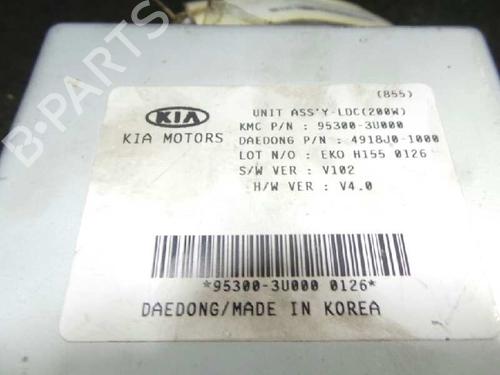 (855)
KIA
KIA MOTORS
UNIT ASS'Y-LDC(200W)
KMC P/N : 95300-3U000
DAEDONG P/N : 4918J0-1000
LOT N/O : EKO H155 0126
S/W VER : V102
H/W VER : V4.0
*95300-3U000 0126*
DAEDONG/MADE IN KOREA
B-PARTS